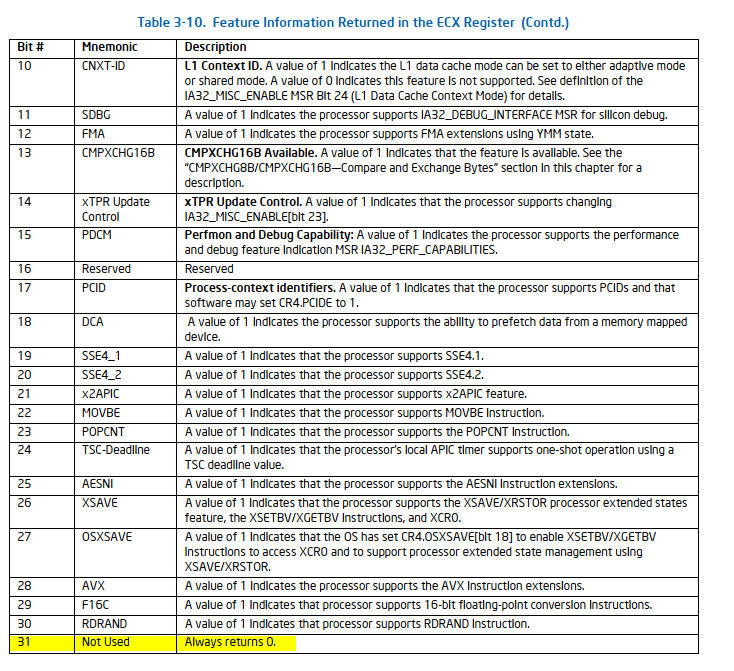 Table 3-10. Feature Information Returned in the ECX Register (Contd.)
Bit # Mnemonic Description
10 CNXT-ID L1 Context ID. A value of 1 indicates the L1 data cache mode can be set to either adaptive mode
or shared mode. A value of 0 indicates this feature is not supported. See definition of the
IA32_MISC_ENABLE MSR Bit 24 (L1 Data Cache Context Mode) for details.
11 SDBG A value of 1 indicates the processor supports IA32_DEBUG_INTERFACE MSR for silicon debug.
12 FMA A value of 1 indicates the processor supports FMA extensions using YMM state.
13 CMPXCHG16B CMPXCHG16B Available. A value of 1 indicates that the feature is available. See the
“CMPXCHG8B/CMPXCHG16B—Compare and Exchange Bytes” section in this chapter for a
description.
14 xTPR Update xTPR Update Control. A value of 1 indicates that the processor supports changing
Control IA32_MISC_ENABLE[bit 23].
15 PDCM Perfmon and Debug Capability: A value of 1 indicates the processor supports the performance
and debug feature indication MSR IA32_PERF_CAPABILITIES.
16 Reserved Reserved
17 PCID Process-context identifiers. A value of 1 indicates that the processor supports PCIDs and that
software may set CR4.PCIDE to 1.
18 DCA A value of 1 indicates the processor supports the ability to prefetch data from a memory mapped
device.
19 SSE4_1 A value of 1 indicates that the processor supports SSE4.1.
20 SSE4_2 A value of 1 indicates that the processor supports SSE4.2.
21 x2APIC A value of 1 indicates that the processor supports x2APIC feature.
22 MOVBE A value of 1 indicates that the processor supports MOVBE instruction.
23 POPCNT A value of 1 indicates that the processor supports the POPCNT instruction.
24 TSC-Deadline A value of 1 indicates that the processor’s local APIC timer supports one-shot operation using a
TSC deadline value.
25 AESNI A value of 1 indicates that the processor supports the AESNI instruction extensions.
26 XSAVE A value of 1 indicates that the processor supports the XSAVE/XRSTOR processor extended states
feature, the XSETBV/XGETBV instructions, and XCR0.
27 OSXSAVE A value of 1 indicates that the OS has set CR4.OSXSAVE[bit 18] to enable XSETBV/XGETBV
instructions to access XCR0 and to support processor extended state management using
XSAVE/XRSTOR.
28 AVX A value of 1 indicates the processor supports the AVX instruction extensions.
29 F16C A value of 1 indicates that processor supports 16-bit floating-point conversion instructions.
30 RDRAND A value of 1 indicates that processor supports RDRAND instruction.
31 Not Used Always returns 0.